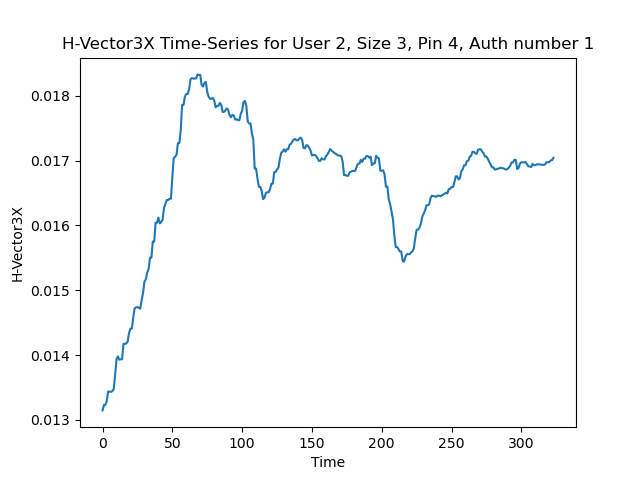 H-Vector3X Time-Series for User 2, Size 3, Pin 4, Auth number 1
H-Vector3X
0.018
0.017
0.016
0.015
0.014
0.013
0 50 100 150 200 250 300
Time